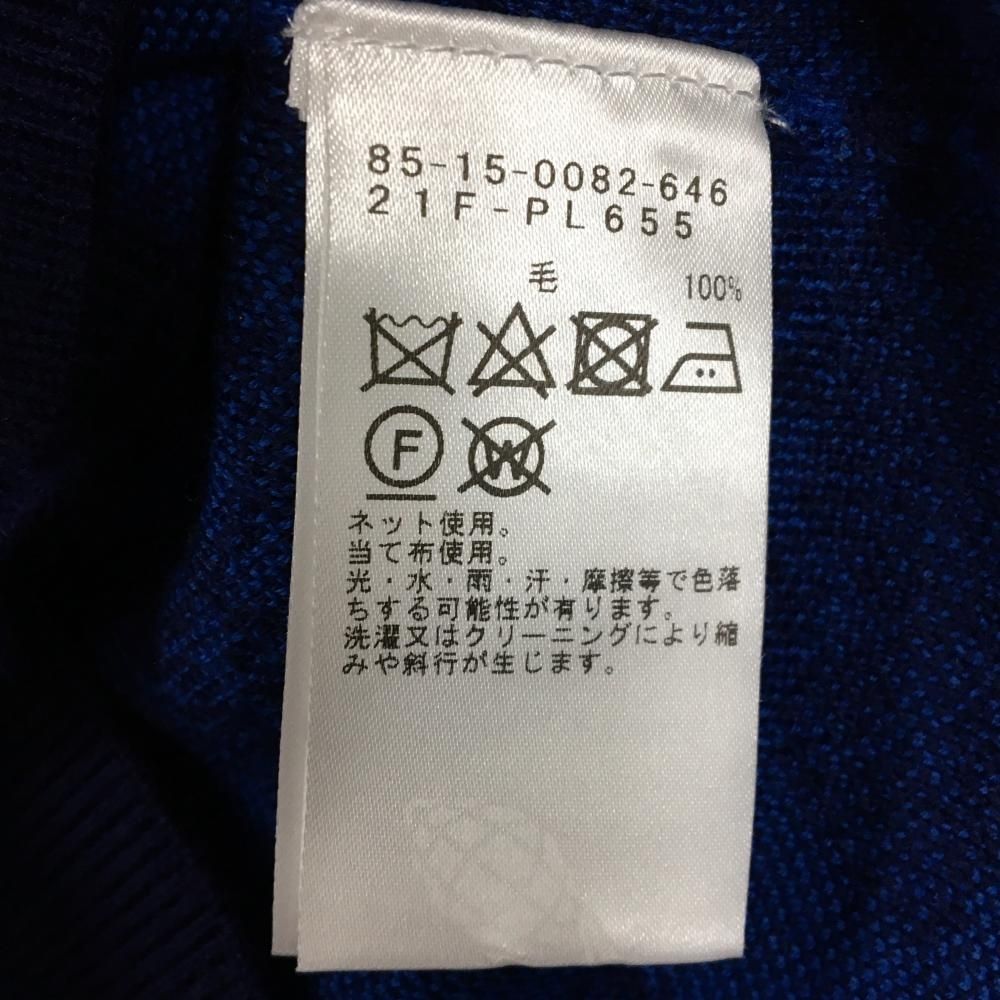 85-15-0082-646
21F-PL655
毛 100%
F W
ネット使用。
当て布使用。
光・水・雨・汗・摩擦等で色落
ちする可能性が有ります。
洗濯又はクリーニングにより縮
みや斜行が生じます。